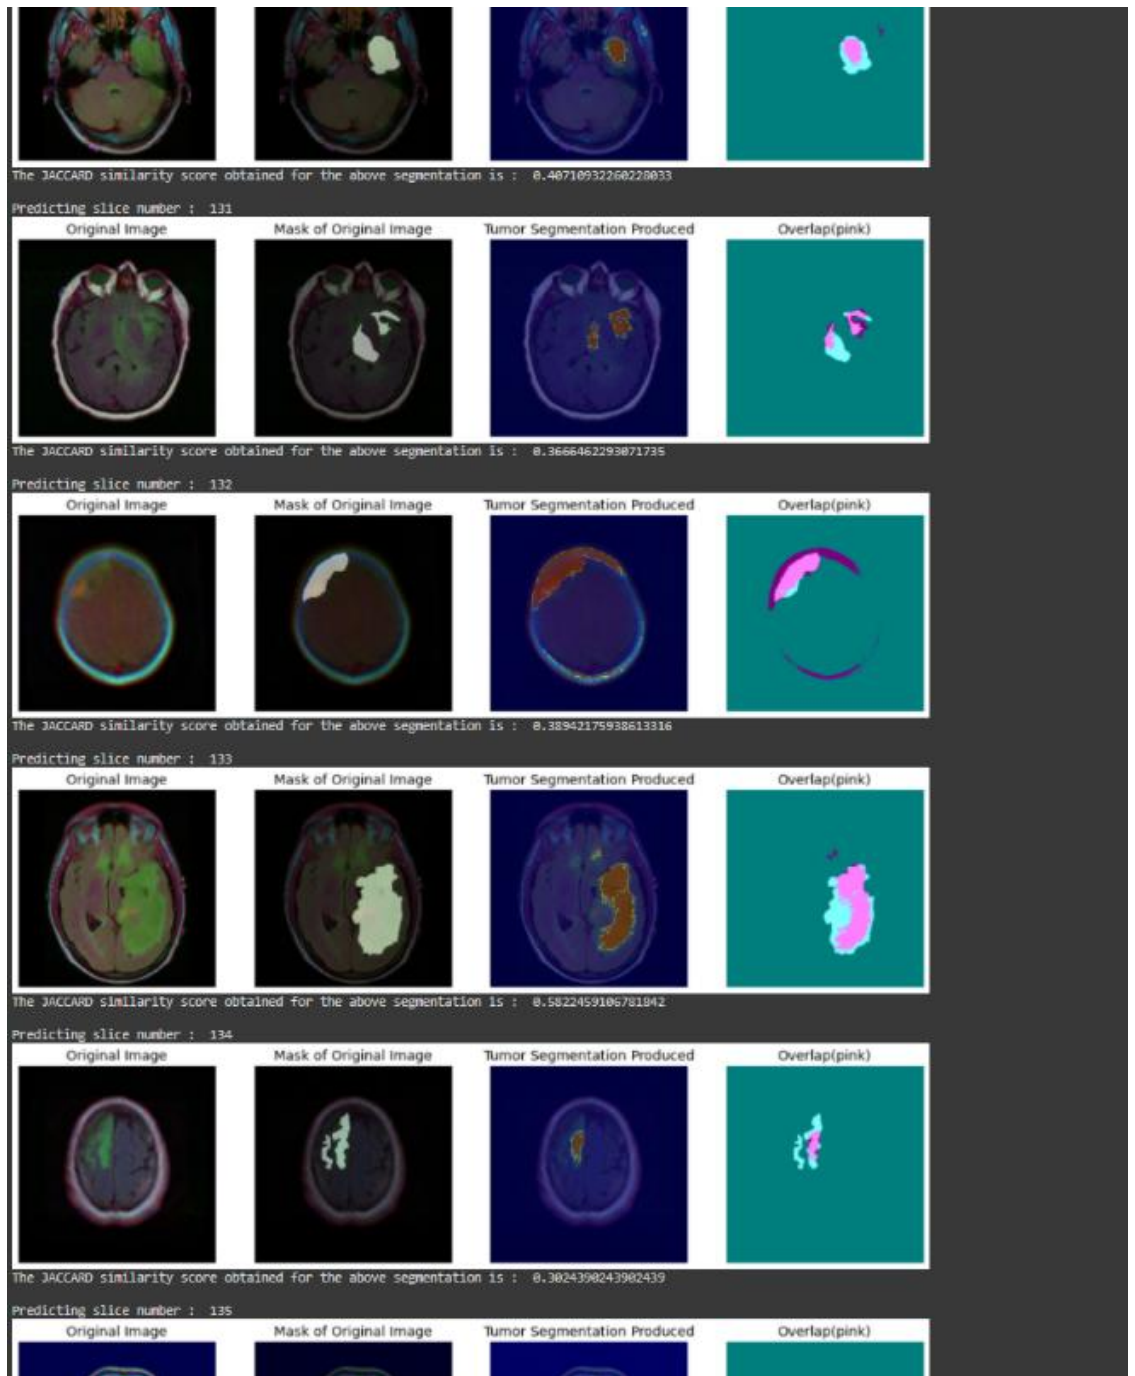 The JACCARD similarity score obtained for the above segmentation is :  0.40710932260228033
Predicting slice number :  131
Original Image Mask of Original Image Tumor Segmentation Produced Overlap(pink)
The JACCARD similarity score obtained for the above segmentation is :  0.3666462293071735
Predicting slice number :  132
Original Image Mask of Original Image Tumor Segmentation Produced Overlap(pink)
The JACCARD similarity score obtained for the above segmentation is :  0.38942175938613316
Predicting slice number :  133
Original Image Mask of Original Image Tumor Segmentation Produced Overlap(pink)
The JACCARD similarity score obtained for the above segmentation is :  0.5822459106781842
Predicting slice number :  134
Original Image Mask of Original Image Tumor Segmentation Produced Overlap(pink)
The JACCARD similarity score obtained for the above segmentation is :  0.3024390243902439
Predicting slice number :  135
Original Image Mask of Original Image Tumor Segmentation Produced Overlap(pink)